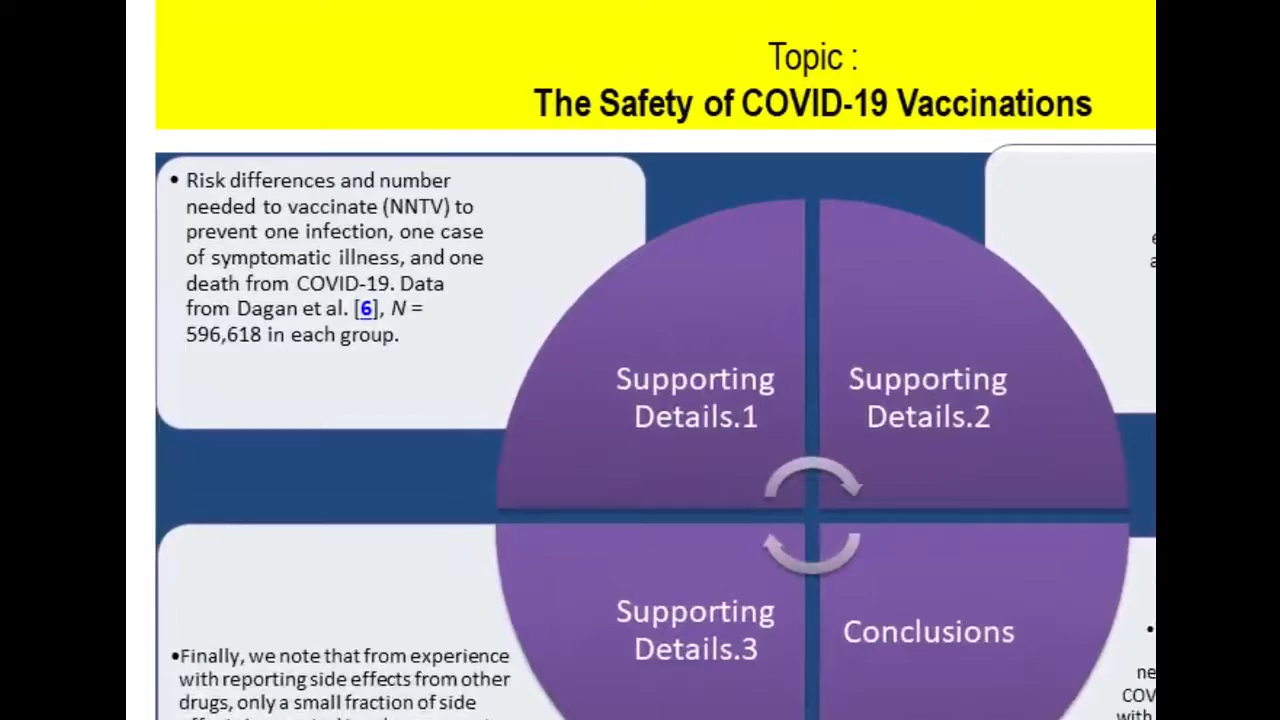 Topic :
The Safety of COVID-19 Vaccinations
• Risk differences and number
needed to vaccinate (NNTV) to
prevent one infection, one case
of symptomatic illness, and one
death from COVID-19. Data
from Dagan et al. [6], N =
596,618 in each group.
Supporting
Details.1
Supporting
Details.2
Supporting
Details.3
Conclusions
•Finally, we note that from experience
with reporting side effects from other
drugs, only a small fraction of side
•
ne
COV
with